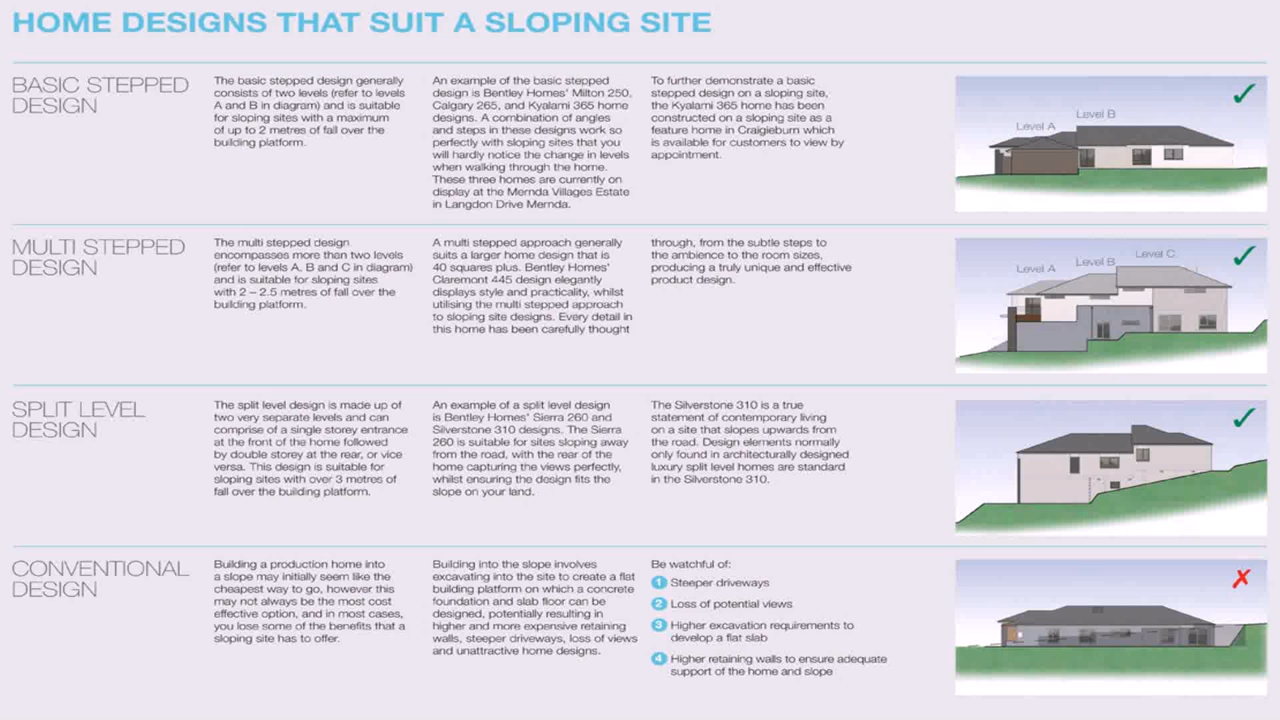 HOME DESIGNS THAT SUIT A SLOPING SITE
BASIC STEPPED
DESIGN
The basic stepped design generally
consists of two levels (refer to levels
A and B in diagram) and is suitable
for sloping sites with a maximum
of up to 2 metres of fall over the
building platform.
An example of the basic stepped
design is Bentley Homes' Milton 250,
Calgary 265, and Kyalami 365 home
designs. A combination of angles
and steps in these designs work so
perfectly with sloping sites that you
will hardly notice the change in levels
when walking through the home.
These three homes are currently on
display at the Mernda Villages Estate
in Langdon Drive Mernda.
To further demonstrate a basic
stepped design on a sloping site,
the Kyalami 365 home has been
constructed on a sloping site as a
feature home in Craigieburn which
is available for customers to view by
appointment.
Level A
Level B
MULTI STEPPED
DESIGN
The multi stepped design
encompasses more than two levels
(refer to levels A, B and C in diagram)
and is suitable for sloping sites
with 2 – 2.5 metres of fall over the
building platform.
A multi stepped approach generally
suits a larger home design that is
40 squares plus. Bentley Homes'
Claremont 445 design elegantly
displays style and practicality, whilst
utilising the multi stepped approach
to sloping site designs. Every detail in
this home has been carefully thought
through, from the subtle steps to
the ambience to the room sizes,
producing a truly unique and effective
product design.
Level A
Level B
Level C
SPLIT LEVEL
DESIGN
The split level design is made up of
two very separate levels and can
comprise of a single storey entrance
at the front of the home followed
by double storey at the rear, or vice
versa. This design is suitable for
sloping sites with over 3 metres of
fall over the building platform.
An example of a split level design
is Bentley Homes' Sierra 260 and
Silverstone 310 designs. The Sierra
260 is suitable for sites sloping away
from the road, with the rear of the
home capturing the views perfectly,
whilst ensuring the design fits the
slope on your land.
The Silverstone 310 is a true
statement of contemporary living
on a site that slopes upwards from
the road. Design elements normally
only found in architecturally designed
luxury split level homes are standard
in the Silverstone 310.
CONVENTIONAL
DESIGN
Building a production home into
a slope may initially seem like the
cheapest way to go, however this
may not always be the most cost
effective option, and in most cases,
you lose some of the benefits that a
sloping site has to offer.
Building into the slope involves
excavating into the site to create a flat
building platform on which a concrete
foundation and slab floor can be
designed, potentially resulting in
higher and more expensive retaining
walls, steeper driveways, loss of views
and unattractive home designs.
Be watchful of:
1 Steeper driveways
2 Loss of potential views
3 Higher excavation requirements to
develop a flat slab
4 Higher retaining walls to ensure adequate
support of the home and slope